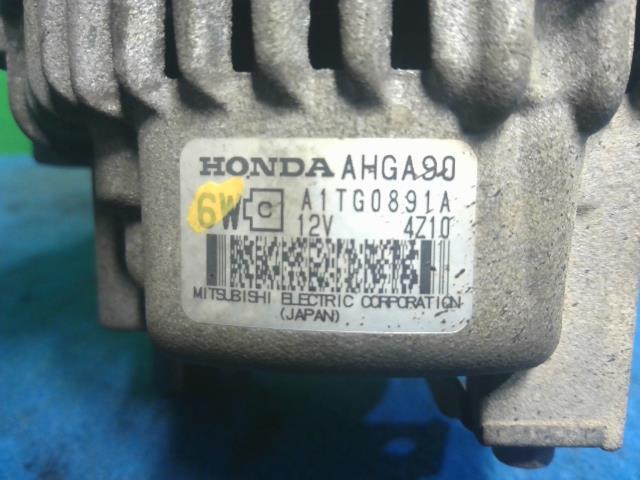 HONDA AHGA90
6W C A1TG0891A
12V 4Z10
MITSUBISHI ELECTRIC CORPORATION
(JAPAN)